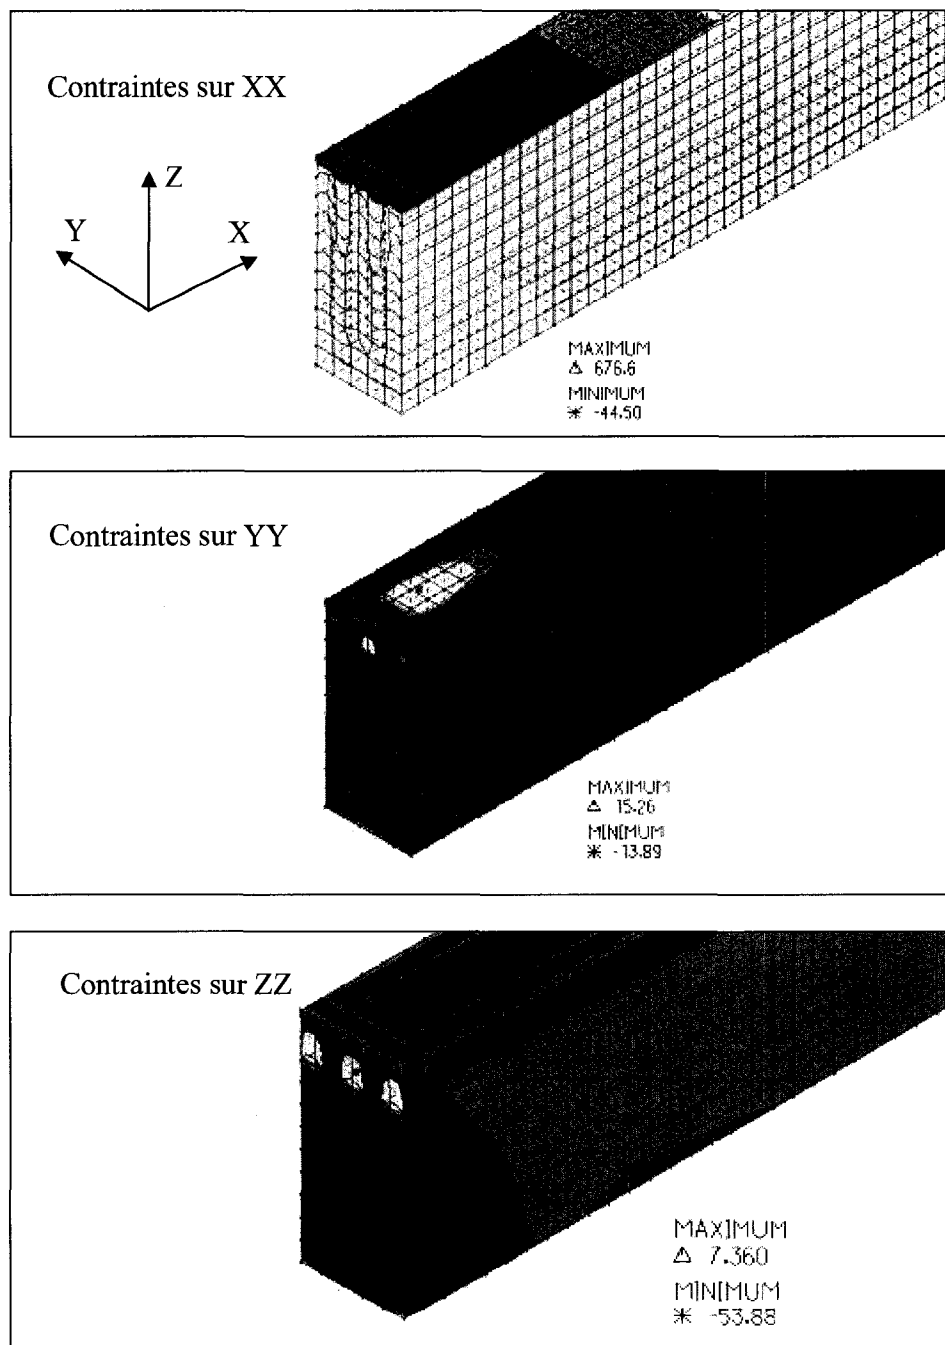 Contraintes sur XX
Z
Y
X
MAXIMUM
Δ 676.6
MINIMUM
✳ -44.50
Contraintes sur YY
MAXIMUM
Δ 15.26
MINIMUM
✳ -13.89
Contraintes sur ZZ
MAXIMUM
Δ 7.360
MINIMUM
✳ -53.88